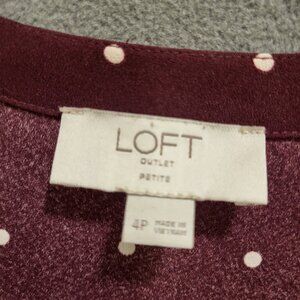 LOFT
OUTLET
PETITE
4P
MADE IN
VIETNAM